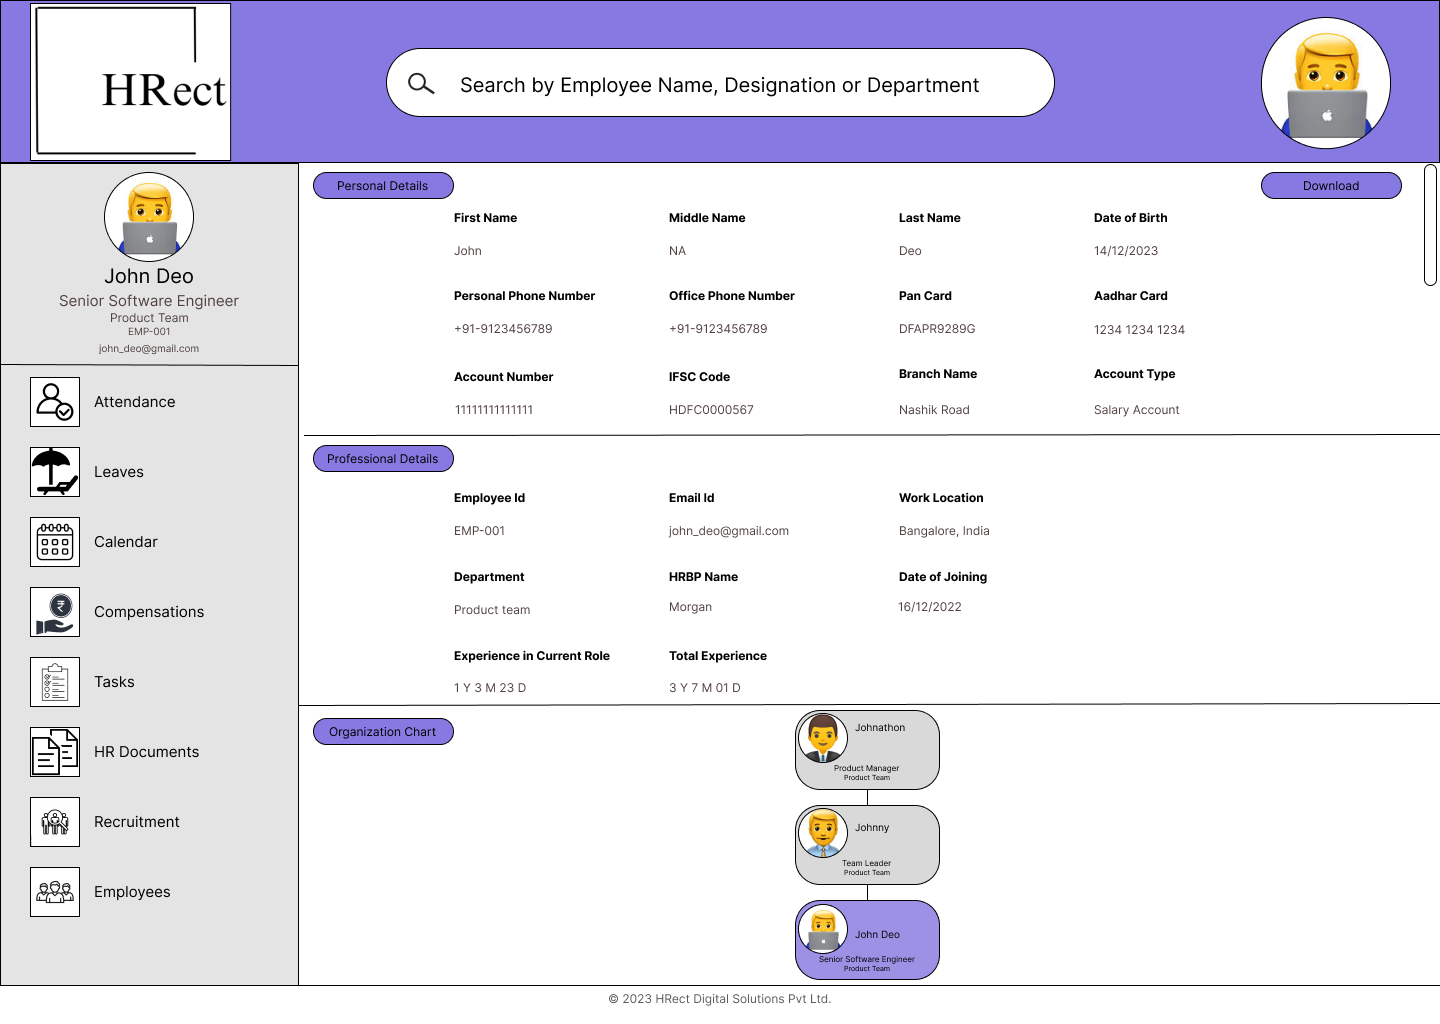 HRect
Search by Employee Name, Designation or Department
John Deo
Senior Software Engineer
Product Team
EMP-001
john_deo@gmail.com
Attendance
Leaves
Calendar
Compensations
Tasks
HR Documents
Recruitment
Employees
Personal Details
Download
First Name Middle Name Last Name Date of Birth
John NA Deo 14/12/2023
Personal Phone Number Office Phone Number Pan Card Aadhar Card
+91-9123456789 +91-9123456789 DFAPR9289G 1234 1234 1234
Account Number IFSC Code Branch Name Account Type
11111111111111 HDFC0000567 Nashik Road Salary Account
Professional Details
Employee Id Email Id Work Location
EMP-001 john_deo@gmail.com Bangalore, India
Department HRBP Name Date of Joining
Product team Morgan 16/12/2022
Experience in Current Role Total Experience
1 Y 3 M 23 D 3 Y 7 M 01 D
Organization Chart
Johnathon
Product Manager
Product Team
Johnny
Team Leader
Product Team
John Deo
Senior Software Engineer
Product Team
© 2023 HRect Digital Solutions Pvt Ltd.